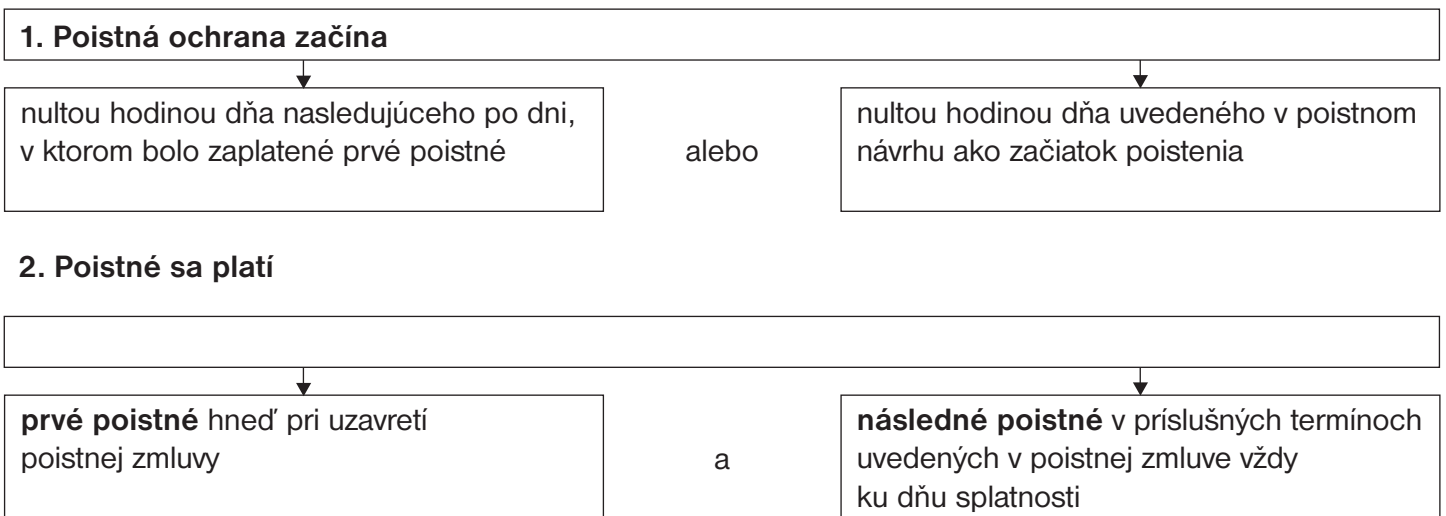 1. Poistná ochrana začína
nultou hodinou dňa nasledujúceho po dni,
v ktorom bolo zaplatené prvé poistné
alebo
nultou hodinou dňa uvedeného v poistnom
návrhu ako začiatok poistenia
2. Poistné sa platí
prvé poistné hneď pri uzavretí
poistnej zmluvy
a
následné poistné v príslušných termínoch
uvedených v poistnej zmluve vždy
ku dňu splatnosti